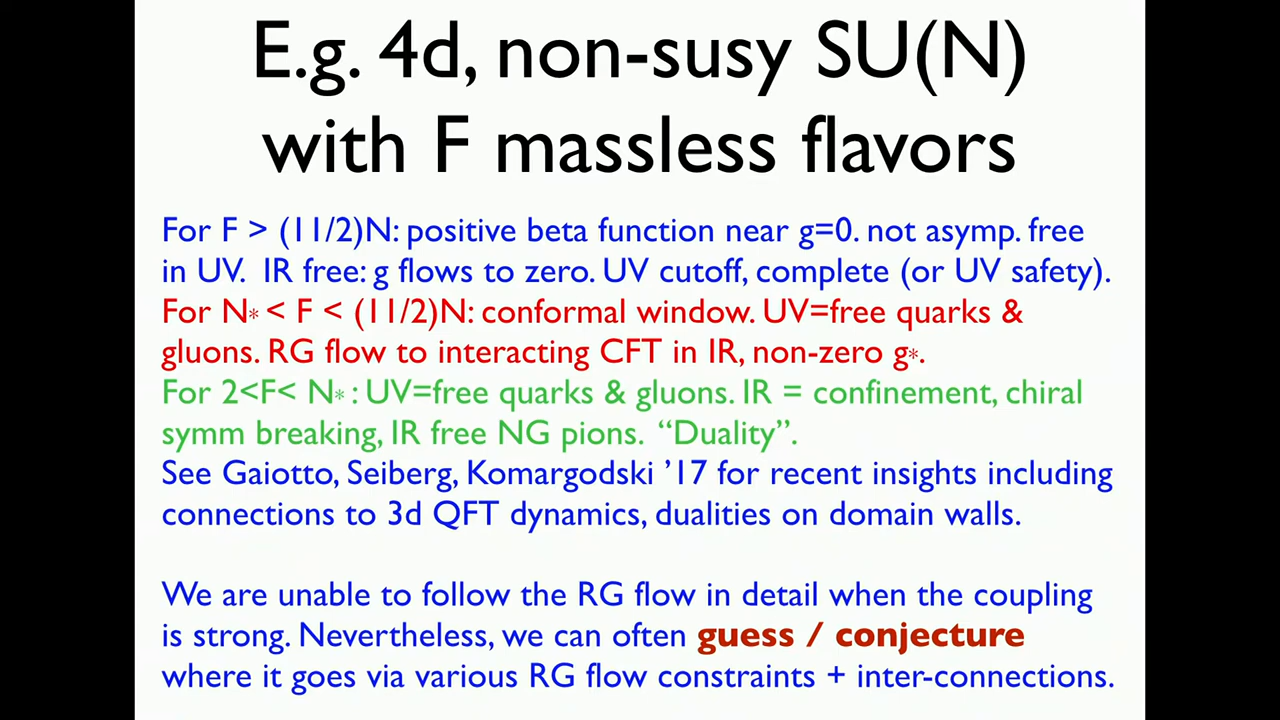 E.g. 4d, non-susy SU(N)
with F massless flavors
For F > (11/2)N: positive beta function near g=0. not asymp. free
in UV.  IR free: g flows to zero. UV cutoff, complete (or UV safety).
For N* < F < (11/2)N: conformal window. UV=free quarks &
gluons. RG flow to interacting CFT in IR, non-zero g*.
For 2<F< N* : UV=free quarks & gluons. IR = confinement, chiral
symm breaking, IR free NG pions.  “Duality”.
See Gaiotto, Seiberg, Komargodski ’17 for recent insights including
connections to 3d QFT dynamics, dualities on domain walls.
We are unable to follow the RG flow in detail when the coupling
is strong. Nevertheless, we can often guess / conjecture
where it goes via various RG flow constraints + inter-connections.